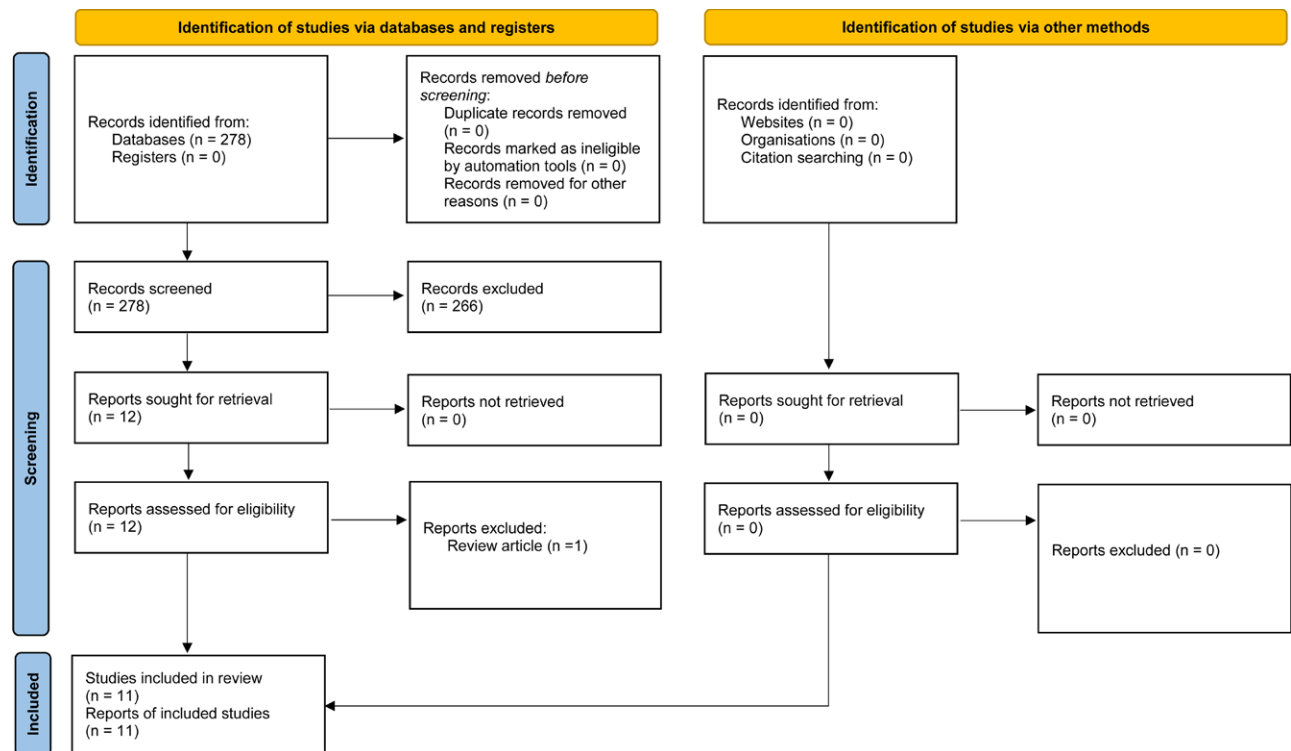 Identification of studies via databases and registers
Identification of studies via other methods
Identification
Records identified from:
Databases (n = 278)
Registers (n = 0)
Records removed before
screening:
Duplicate records removed
(n = 0)
Records marked as ineligible
by automation tools (n = 0)
Records removed for other
reasons (n = 0)
Records identified from:
Websites (n = 0)
Organisations (n = 0)
Citation searching (n = 0)
Screening
Records screened
(n = 278)
Records excluded
(n = 266)
Reports sought for retrieval
(n = 12)
Reports not retrieved
(n = 0)
Reports sought for retrieval
(n = 0)
Reports not retrieved
(n = 0)
Reports assessed for eligibility
(n = 12)
Reports excluded:
Review article (n =1)
Reports assessed for eligibility
(n = 0)
Reports excluded (n = 0)
Included
Studies included in review
(n = 11)
Reports of included studies
(n = 11)